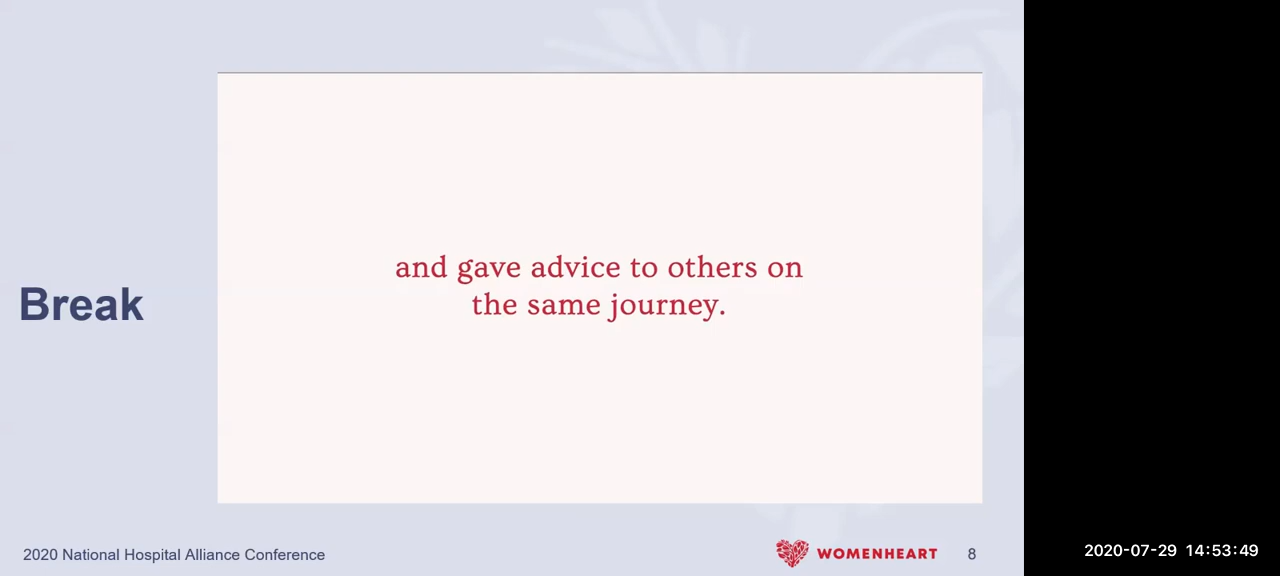 and gave advice to others on
the same journey.
Break
2020 National Hospital Alliance Conference
WOMENHEART
8
2020-07-29 14:53:49